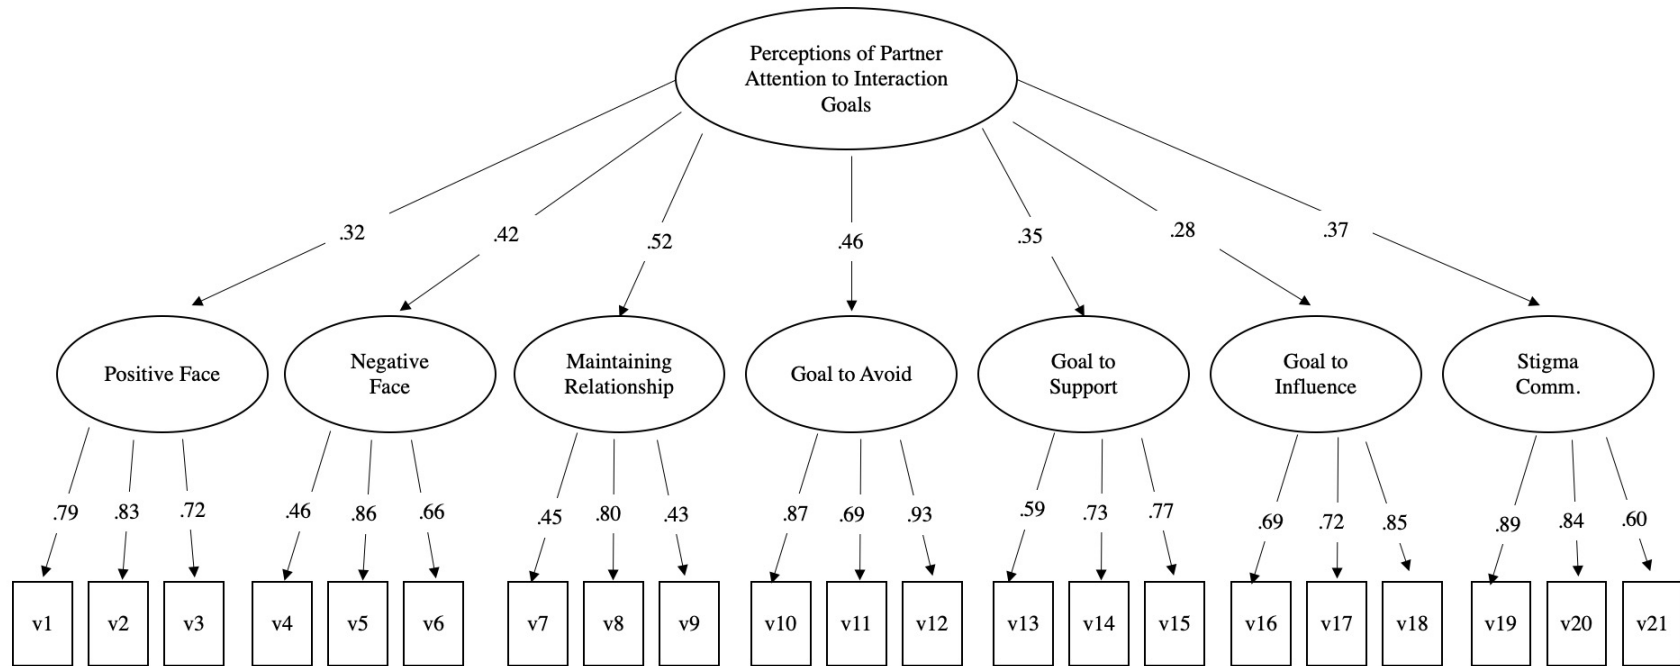 Perceptions of Partner
Attention to Interaction
Goals
.32
.42
.52
.46
.35
.28
.37
Positive Face
Negative
Face
Maintaining
Relationship
Goal to Avoid
Goal to
Support
Goal to
Influence
Stigma
Comm.
.79
.83
.72
.46
.86
.66
.45
.80
.43
.87
.69
.93
.59
.73
.77
.69
.72
.85
.89
.84
.60
v1
v2
v3
v4
v5
v6
v7
v8
v9
v10
v11
v12
v13
v14
v15
v16
v17
v18
v19
v20
v21